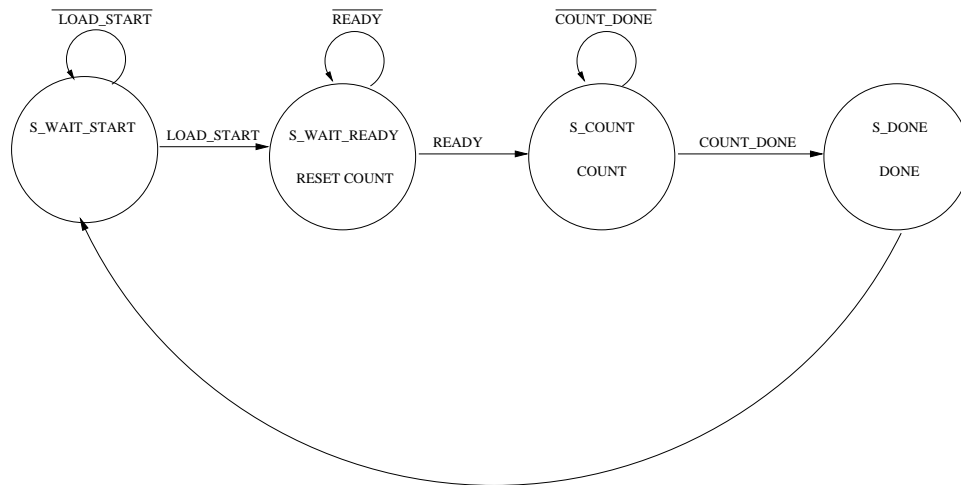 LOAD_START
READY
COUNT_DONE
S_WAIT_START
LOAD_START
S_WAIT_READY
RESET COUNT
READY
S_COUNT
COUNT
COUNT_DONE
S_DONE
DONE